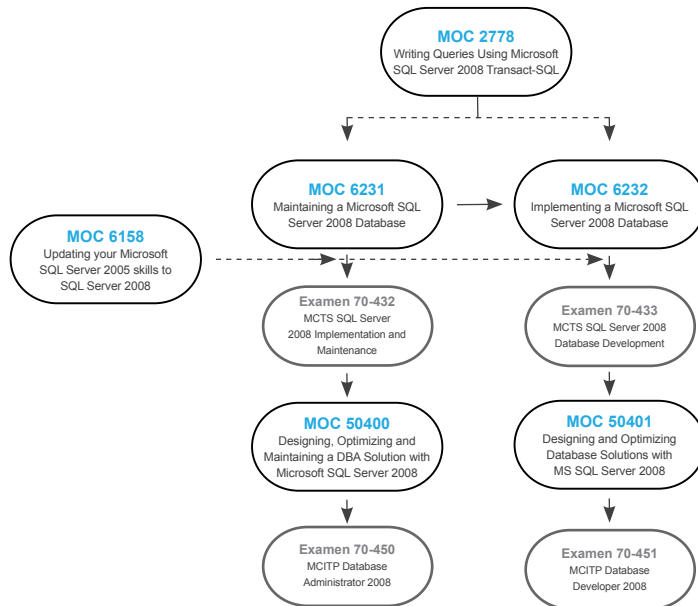 MOC 2778
Writing Queries Using Microsoft
SQL Server 2008 Transact-SQL
MOC 6231
Maintaining a Microsoft SQL
Server 2008 Database
MOC 6232
Implementing a Microsoft SQL
Server 2008 Database
MOC 6158
Updating your Microsoft
SQL Server 2005 skills to
SQL Server 2008
Examen 70-432
MCTS SQL Server
2008 Implementation and
Maintenance
Examen 70-433
MCTS SQL Server 2008
Database Development
MOC 50400
Designing, Optimizing and
Maintaining a DBA Solution with
Microsoft SQL Server 2008
MOC 50401
Designing and Optimizing
Database Solutions with
MS SQL Server 2008
Examen 70-450
MCITP Database
Administrator 2008
Examen 70-451
MCITP Database
Developer 2008